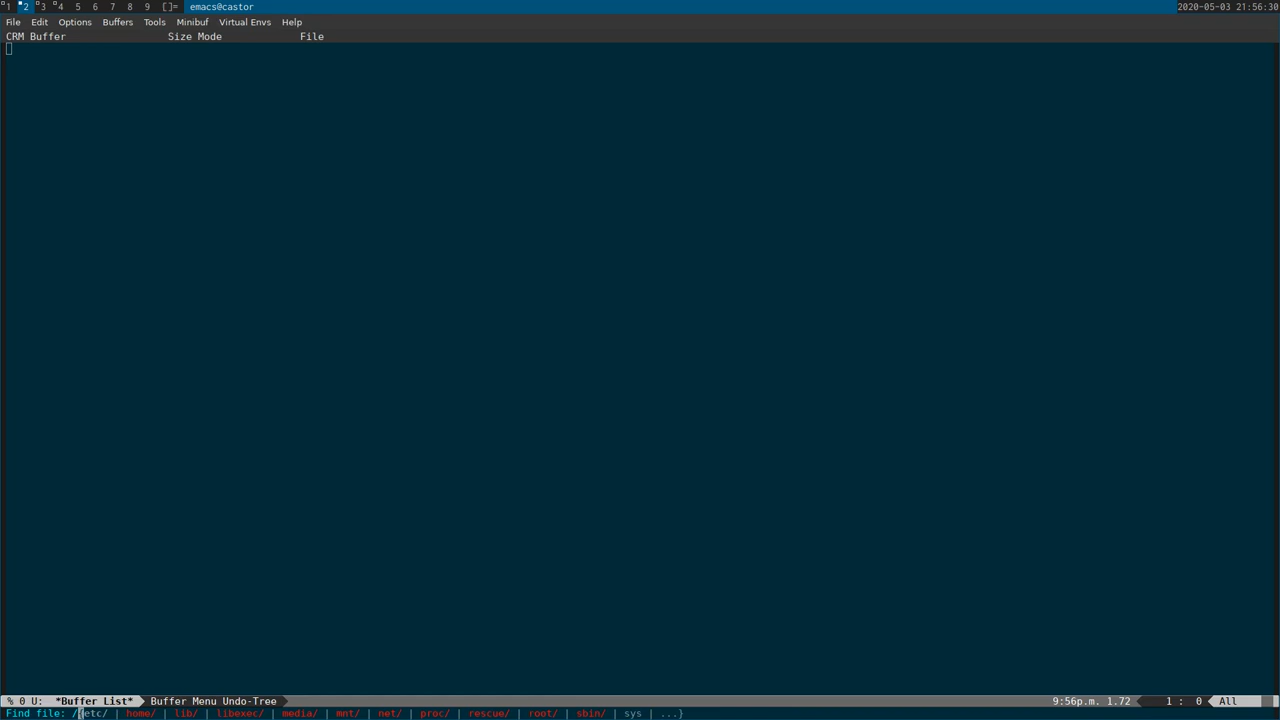 1 2 3 4 5 6 7 8 9 []= emacs@castor 2020-05-03 21:56:30
File Edit Options Buffers Tools Minibuf Virtual Envs Help
CRM Buffer Size Mode File
% 0 U: *Buffer List* Buffer Menu Undo-Tree 9:56p.m. 1.72 1 : 0 All
Find file: /{etc/ | home/ | lib/ | libexec/ | media/ | mnt/ | net/ | proc/ | rescue/ | root/ | sbin/ | sys | ...}